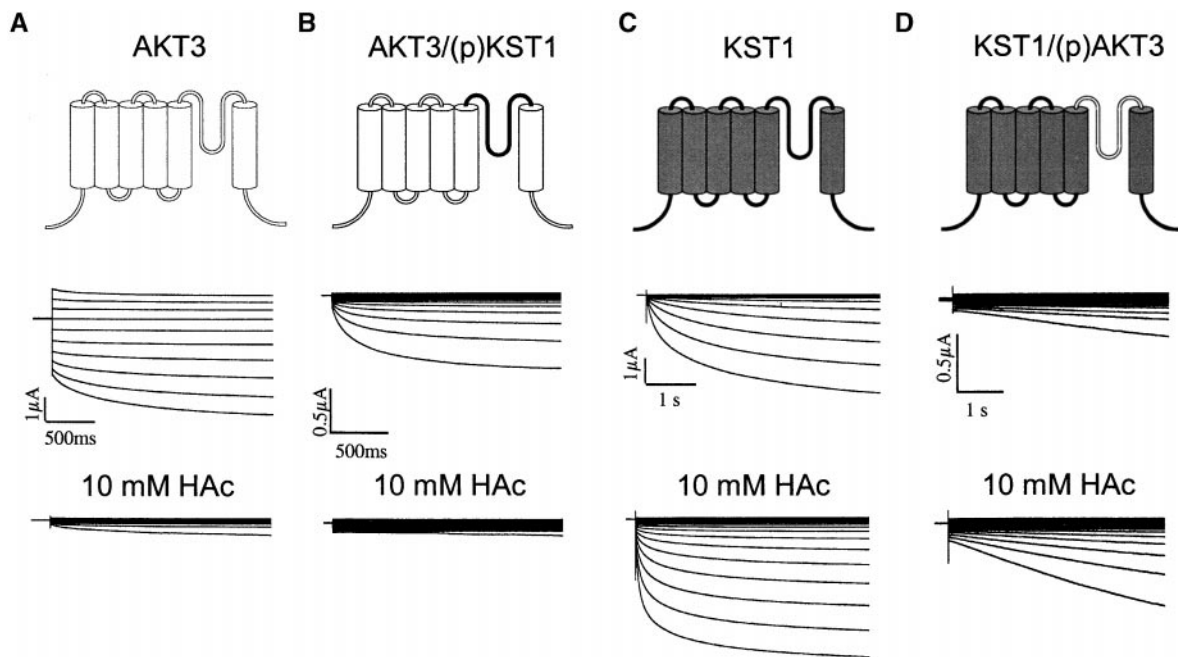 A
AKT3
1µA
500ms
10 mM HAc
B
AKT3/(p)KST1
0.5µA
500ms
10 mM HAc
C
KST1
1µA
1 s
10 mM HAc
D
KST1/(p)AKT3
0.5µA
1 s
10 mM HAc